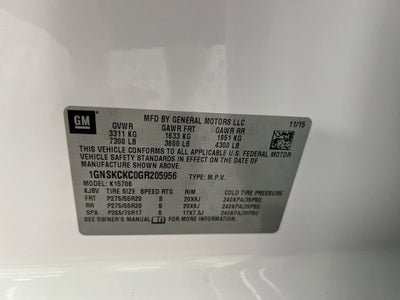 GM
MFD BY GENERAL MOTORS LLC 11/15
GVWR GAWR FRT GAWR RR
3311 KG 1633 KG 1951 KG
7300 LB 3600 LB 4300 LB
THIS VEHICLE CONFORMS TO ALL APPLICABLE U.S. FEDERAL MOTOR
VEHICLE SAFETY AND THEFT PREVENTION STANDARDS IN EFFECT ON THE DATE OF
MANUFACTURE SHOWN ABOVE.
1GNSKCKC0GR205956 TYPE: M.P.V.
MODEL: K15706
TIRE SIZE SPEED RTG RIM COLD TIRE PRESSURE
FRT P275/55R20 S 20X9J 240KPA(35PSI)
RR P275/55R20 S 20X9J 240KPA(35PSI)
SPA P265/70R17 S 17X7.5J 240KPA(35PSI)
SEE OWNER'S MANUAL